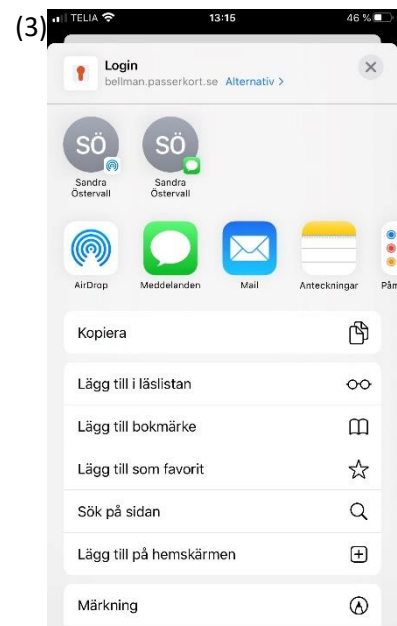 (3)
TELIA 13:15 46 %
Login
bellman.passerkort.se Alternativ >
SÖ SÖ
Sandra Östervall
Sandra Östervall
AirDrop Meddelanden Mail Anteckningar Påm
Kopiera
Lägg till i läslistan
Lägg till bokmärke
Lägg till som favorit
Sök på sidan
Lägg till på hemskärmen
Märkning